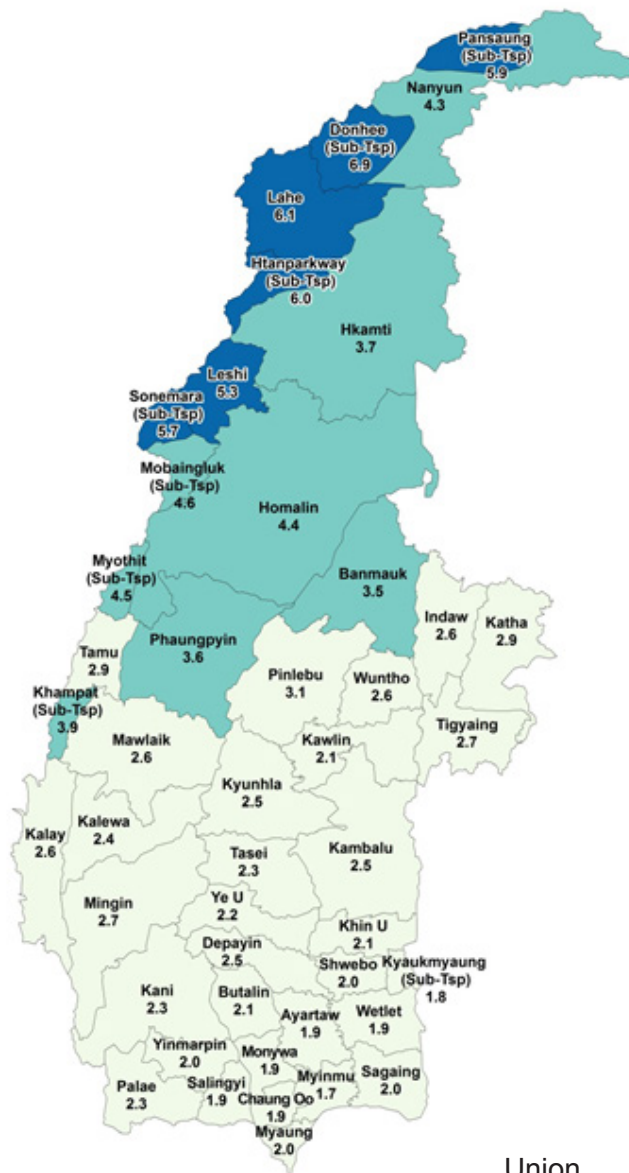 Pansaung
(Sub-Tsp)
5.9
Nanyun
4.3
Donhee
(Sub-Tsp)
6.9
Lahe
6.1
Htanparkway
(Sub-Tsp)
6.0
Hkamti
3.7
Leshi
5.3
Sonemara
(Sub-Tsp)
5.7
Mobaingluk
(Sub-Tsp)
4.6
Homalin
4.4
Myothit
(Sub-Tsp)
4.5
Banmauk
3.5
Indaw
2.6
Katha
2.9
Phaungpyin
3.6
Tamu
2.9
Pinlebu
3.1
Wuntho
2.6
Khampat
(Sub-Tsp)
3.9
Tigyaing
2.7
Mawlaik
2.6
Kawlin
2.1
Kyunhla
2.5
Kalay
2.6
Kalewa
2.4
Tasei
2.3
Kambalu
2.5
Mingin
2.7
Ye U
2.2
Khin U
2.1
Depayin
2.5
Shwebo
2.0
Kyaukmyaung
(Sub-Tsp)
1.8
Kani
2.3
Butalin
2.1
Ayartaw
1.9
Wetlet
1.9
Yinmarpin
2.0
Monywa
1.9
Palae
2.3
Salingyi
1.9
Chaung Oo
1.9
Myinmu
1.7
Sagaing
2.0
Myaung
2.0
Union